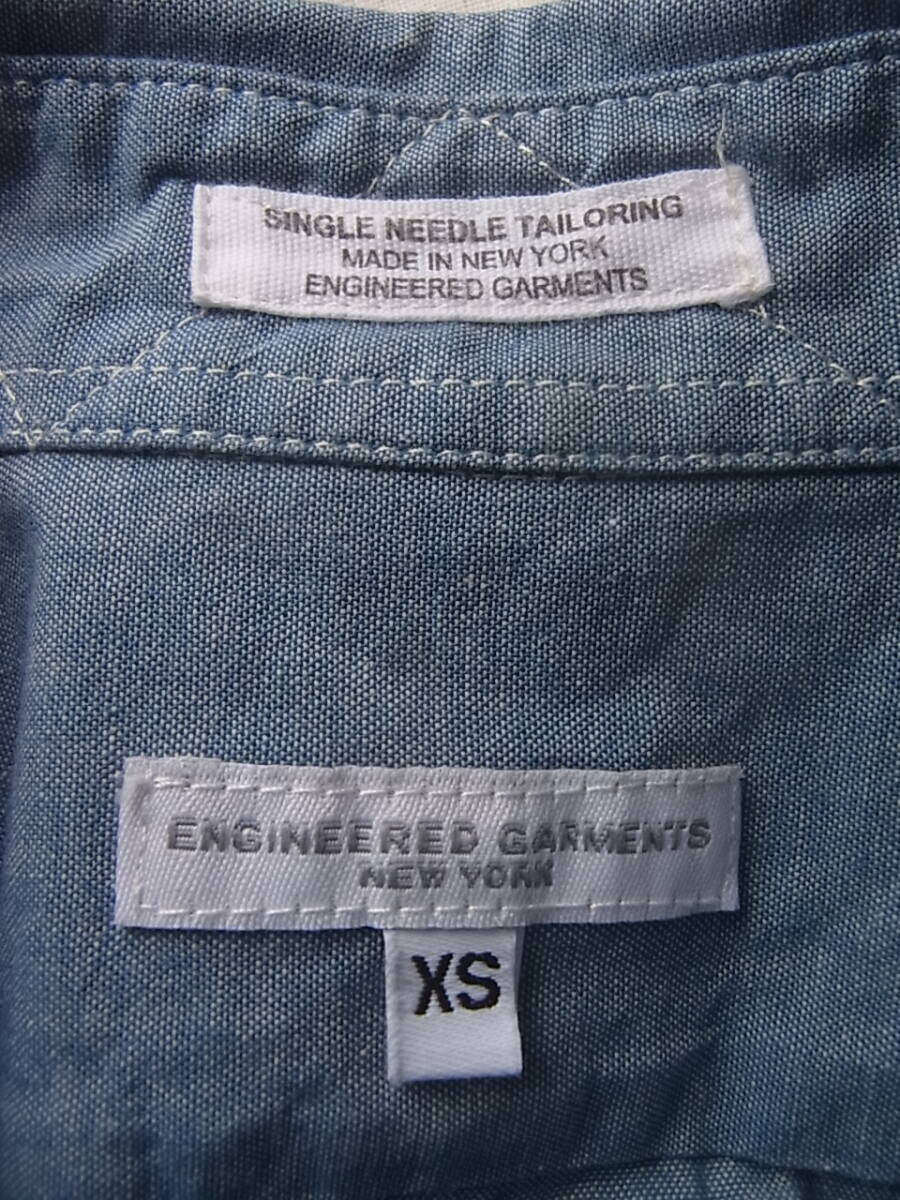 SINGLE NEEDLE TAILORING
MADE IN NEW YORK
ENGINEERED GARMENTS
ENGINEERED GARMENTS
NEW YORK
XS